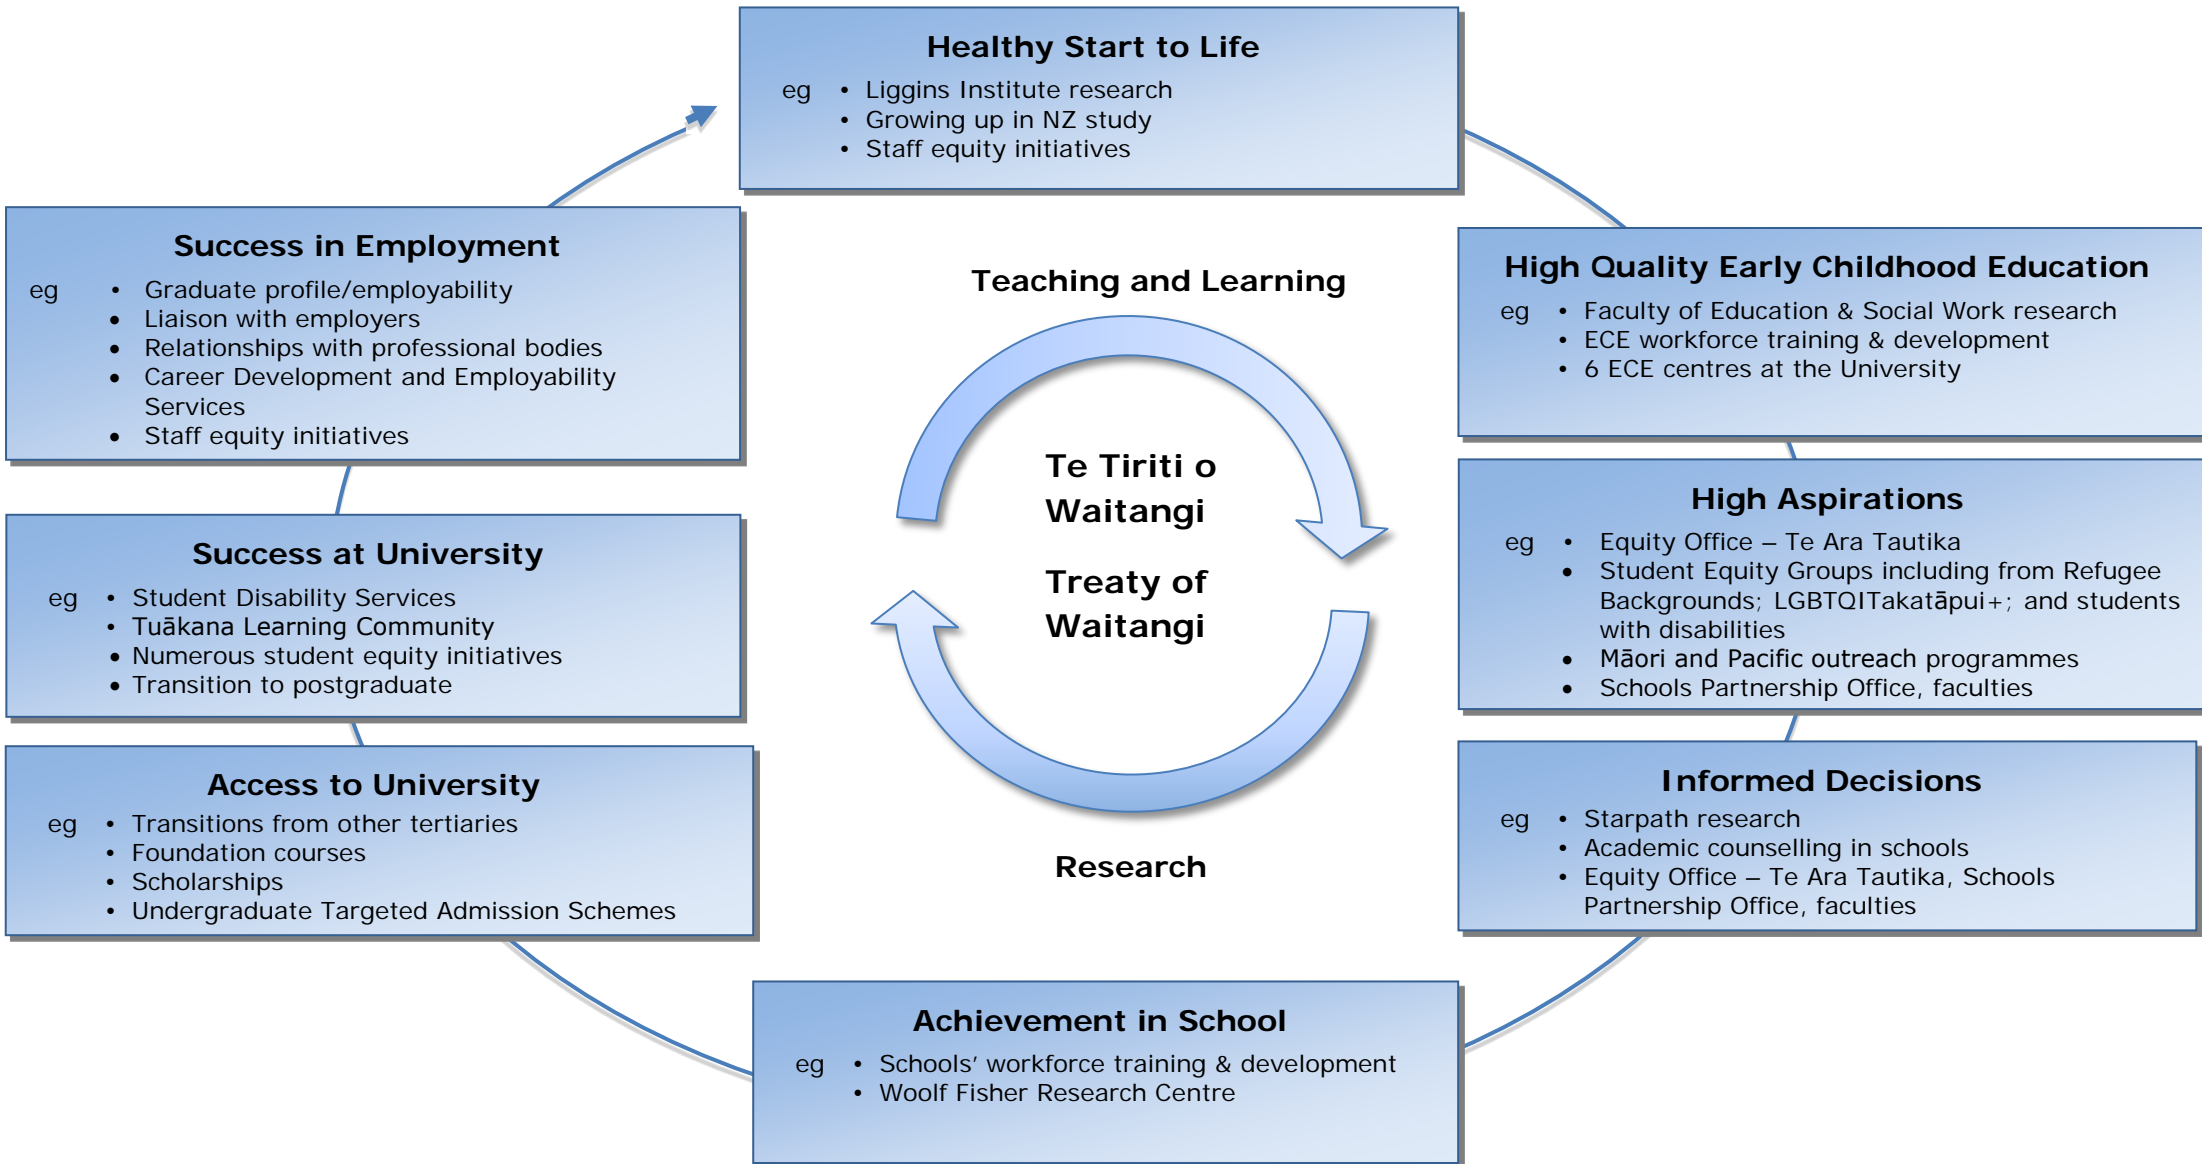 Healthy Start to Life
eg • Liggins Institute research
• Growing up in NZ study
• Staff equity initiatives
High Quality Early Childhood Education
eg • Faculty of Education & Social Work research
• ECE workforce training & development
• 6 ECE centres at the University
High Aspirations
eg • Equity Office – Te Ara Tautika
• Student Equity Groups including from Refugee
Backgrounds; LGBTQITakatāpui+; and students
with disabilities
• Māori and Pacific outreach programmes
• Schools Partnership Office, faculties
Informed Decisions
eg • Starpath research
• Academic counselling in schools
• Equity Office – Te Ara Tautika, Schools
Partnership Office, faculties
Achievement in School
eg • Schools’ workforce training & development
• Woolf Fisher Research Centre
Access to University
eg • Transitions from other tertiaries
• Foundation courses
• Scholarships
• Undergraduate Targeted Admission Schemes
Success at University
eg • Student Disability Services
• Tuākana Learning Community
• Numerous student equity initiatives
• Transition to postgraduate
Success in Employment
eg • Graduate profile/employability
• Liaison with employers
• Relationships with professional bodies
• Career Development and Employability
Services
• Staff equity initiatives
Teaching and Learning
Te Tiriti o
Waitangi
Treaty of
Waitangi
Research